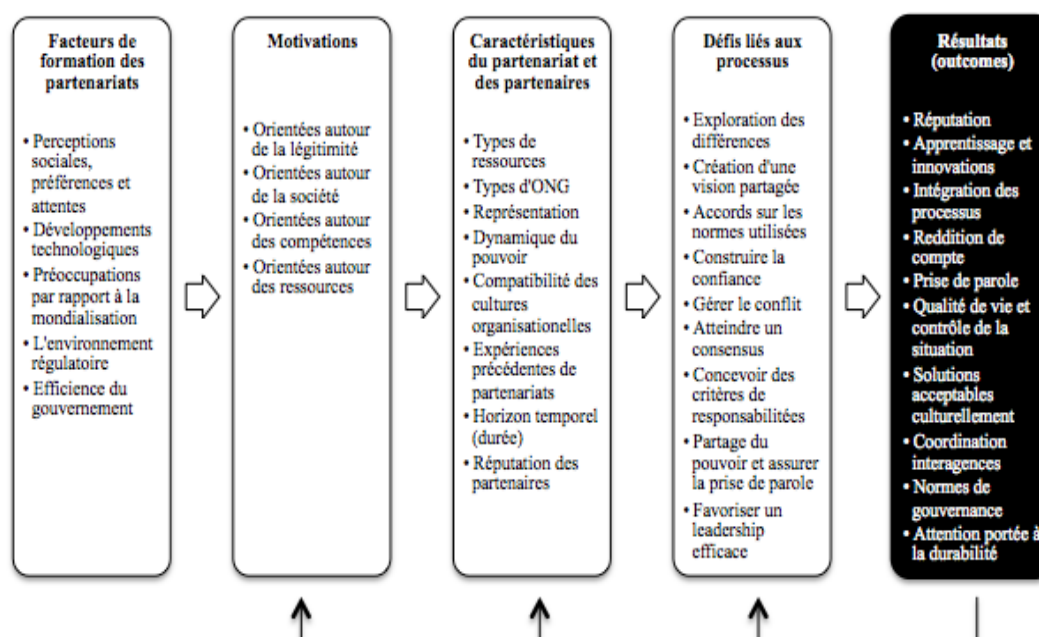 Facteurs de
formation des
partenariats
• Perceptions
sociales,
préférences et
attentes
• Développements
technologiques
• Préoccupations
par rapport à la
mondialisation
• L'environnement
régulatoire
• Efficience du
gouvernement
Motivations
• Orientées autour
de la légitimité
• Orientées autour
de la société
• Orientées autour
des compétences
• Orientées autour
des ressources
Caractéristiques
du partenariat et
des partenaires
• Types de
ressources
• Types d'ONG
• Représentation
• Dynamique du
pouvoir
• Compatibilité des
cultures
organisationelles
• Expériences
précédentes de
partenariats
• Horizon temporel
(durée)
• Réputation des
partenaires
Défis liés aux
processus
• Exploration des
différences
• Création d'une
vision partagée
• Accords sur les
normes utilisées
• Construire la
confiance
• Gérer le conflit
• Atteindre un
consensus
• Concevoir des
critères de
responsabilitées
• Partage du
pouvoir et assurer
la prise de parole
• Favoriser un
leadership
efficace
Résultats
(outcomes)
• Réputation
• Apprentissage et
innovations
• Intégration des
processus
• Reddition de
compte
• Prise de parole
• Qualité de vie et
contrôle de la
situation
• Solutions
acceptables
culturellement
• Coordination
interagences
• Normes de
gouvernance
• Attention portée à
la durabilité